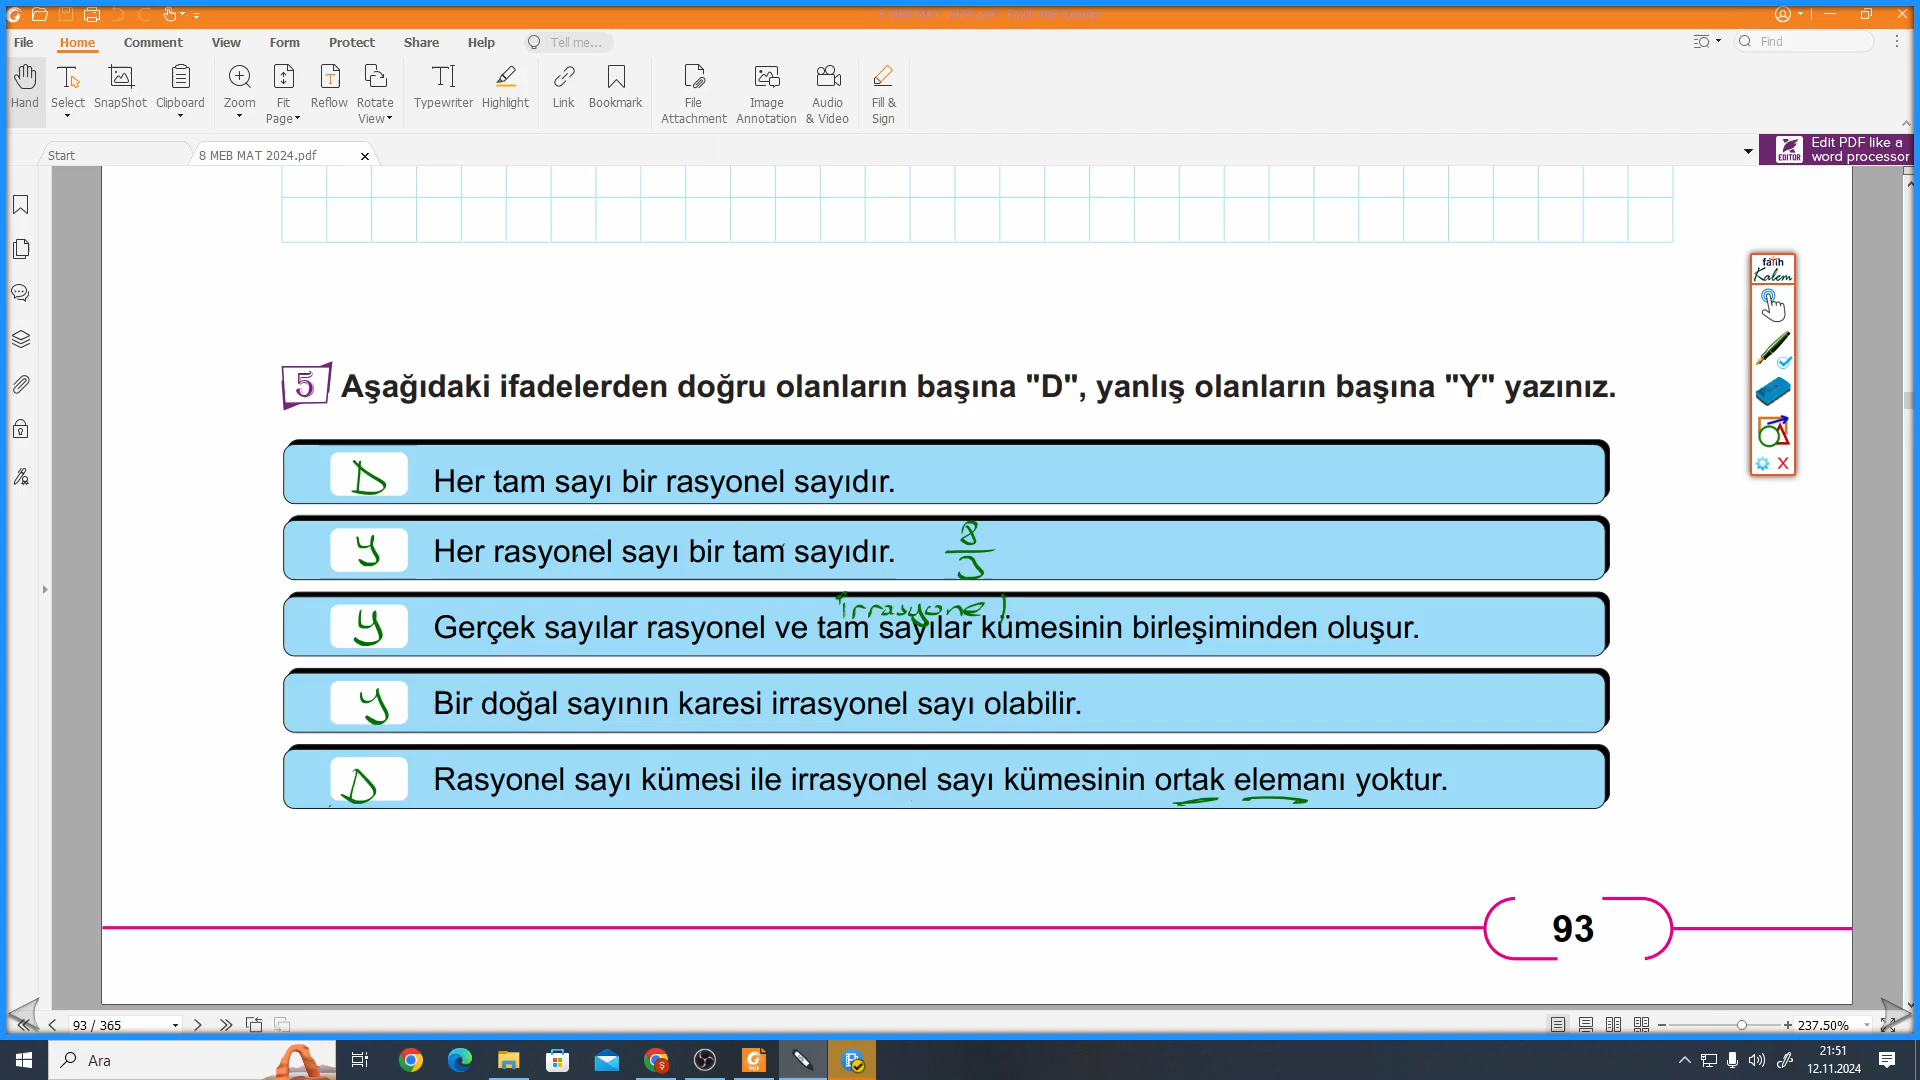 File Home Comment View Form Protect Share Help Tell me... Find
Hand Select SnapShot Clipboard Zoom Fit Page Reflow Rotate View Typewriter Highlight Link Bookmark File Attachment Image Annotation Audio & Video Fill & Sign
Start 8 MEB MAT 2024.pdf
EDITOR Edit PDF like a word processor
fatih Kalem
5 Aşağıdaki ifadelerden doğru olanların başına "D", yanlış olanların başına "Y" yazınız.
D Her tam sayı bir rasyonel sayıdır.
Y Her rasyonel sayı bir tam sayıdır. 8/3
irrasyonel
Y Gerçek sayılar rasyonel ve tam sayılar kümesinin birleşiminden oluşur.
Y Bir doğal sayının karesi irrasyonel sayı olabilir.
D Rasyonel sayı kümesi ile irrasyonel sayı kümesinin ortak elemanı yoktur.
93
93 / 365 237.50%
Ara 21:51
12.11.2024